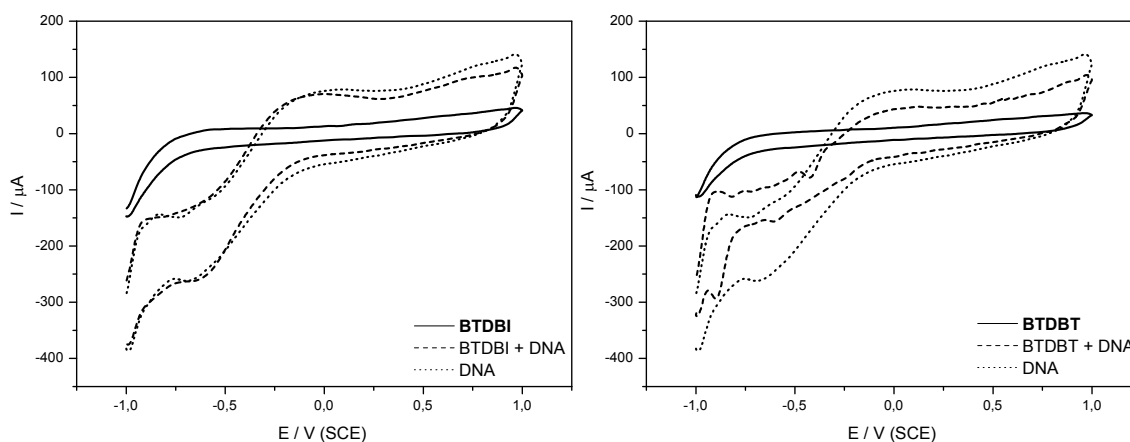 200
100
0
-100
-200
-300
-400
I / µA
-1,0
-0,5
0,0
0,5
1,0
E / V (SCE)
BTDBI
BTDBI + DNA
DNA
200
100
0
-100
-200
-300
-400
I / µA
-1,0
-0,5
0,0
0,5
1,0
E / V (SCE)
BTDBT
BTDBT + DNA
DNA